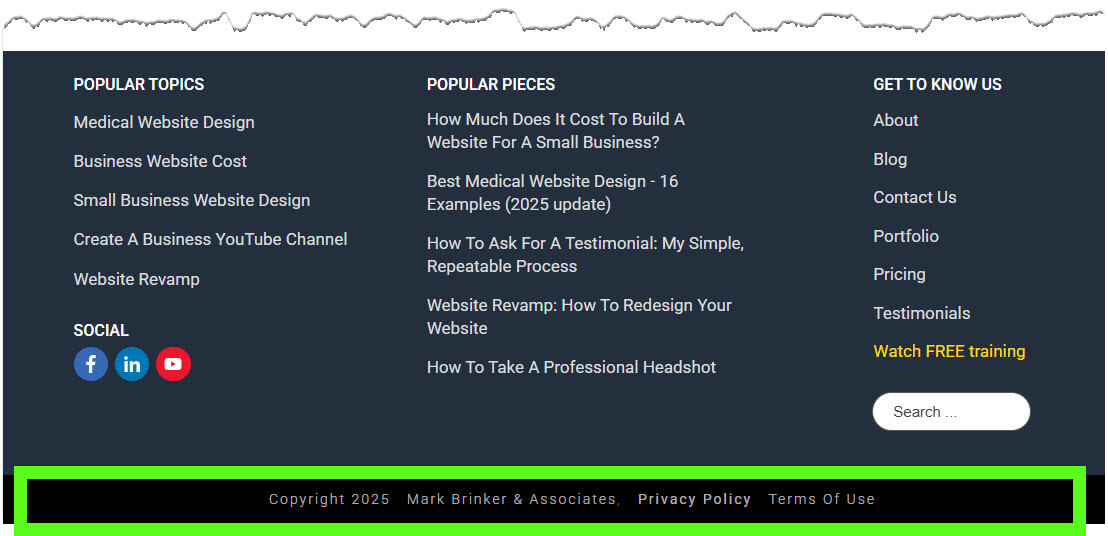 POPULAR TOPICS
Medical Website Design
Business Website Cost
Small Business Website Design
Create A Business YouTube Channel
Website Revamp
SOCIAL
f
in
POPULAR PIECES
How Much Does It Cost To Build A
Website For A Small Business?
Best Medical Website Design - 16
Examples (2025 update)
How To Ask For A Testimonial: My Simple,
Repeatable Process
Website Revamp: How To Redesign Your
Website
How To Take A Professional Headshot
GET TO KNOW US
About
Blog
Contact Us
Portfolio
Pricing
Testimonials
Watch FREE training
Search ...
Copyright 2025 Mark Brinker & Associates, Privacy Policy Terms Of Use